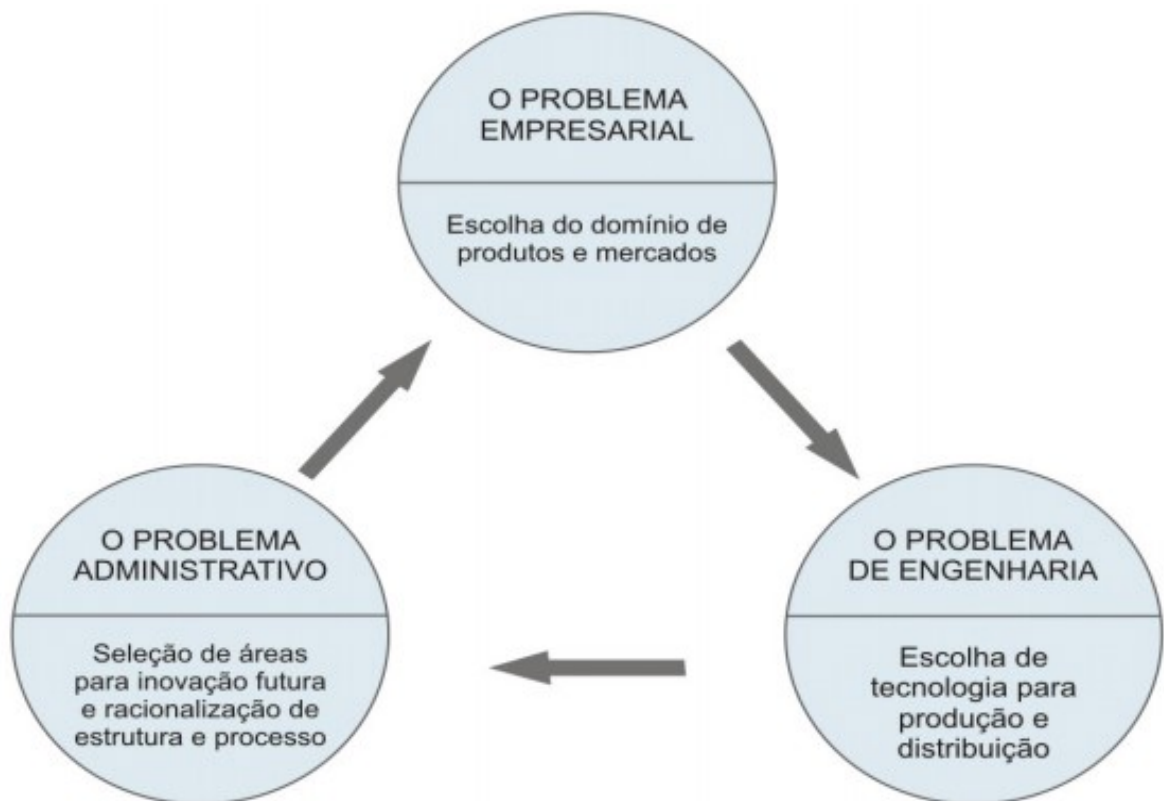 O PROBLEMA
EMPRESARIAL
Escolha do domínio de
produtos e mercados
O PROBLEMA
ADMINISTRATIVO
Seleção de áreas
para inovação futura
e racionalização de
estrutura e processo
O PROBLEMA
DE ENGENHARIA
Escolha de
tecnologia para
produção e
distribuição